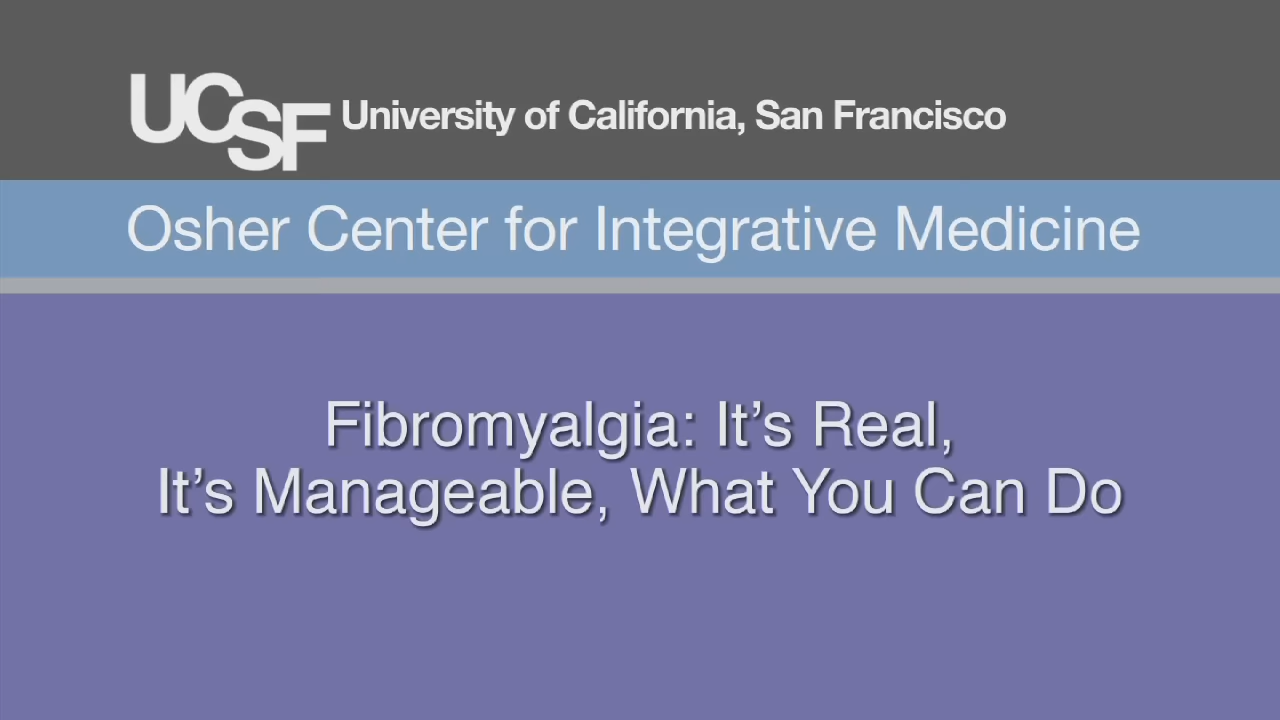 UCSF University of California, San Francisco
Osher Center for Integrative Medicine
Fibromyalgia: It’s Real,
It’s Manageable, What You Can Do